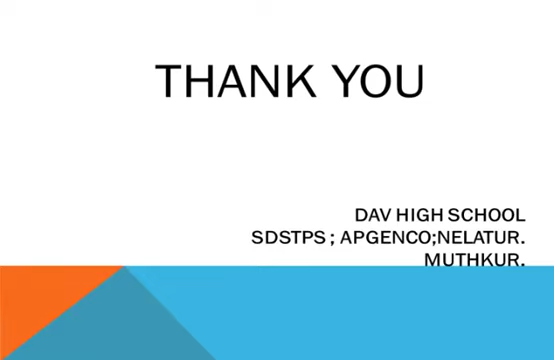 THANK YOU
DAV HIGH SCHOOL
SDSTPS ; APGENCO;NELATUR.
MUTHKUR.